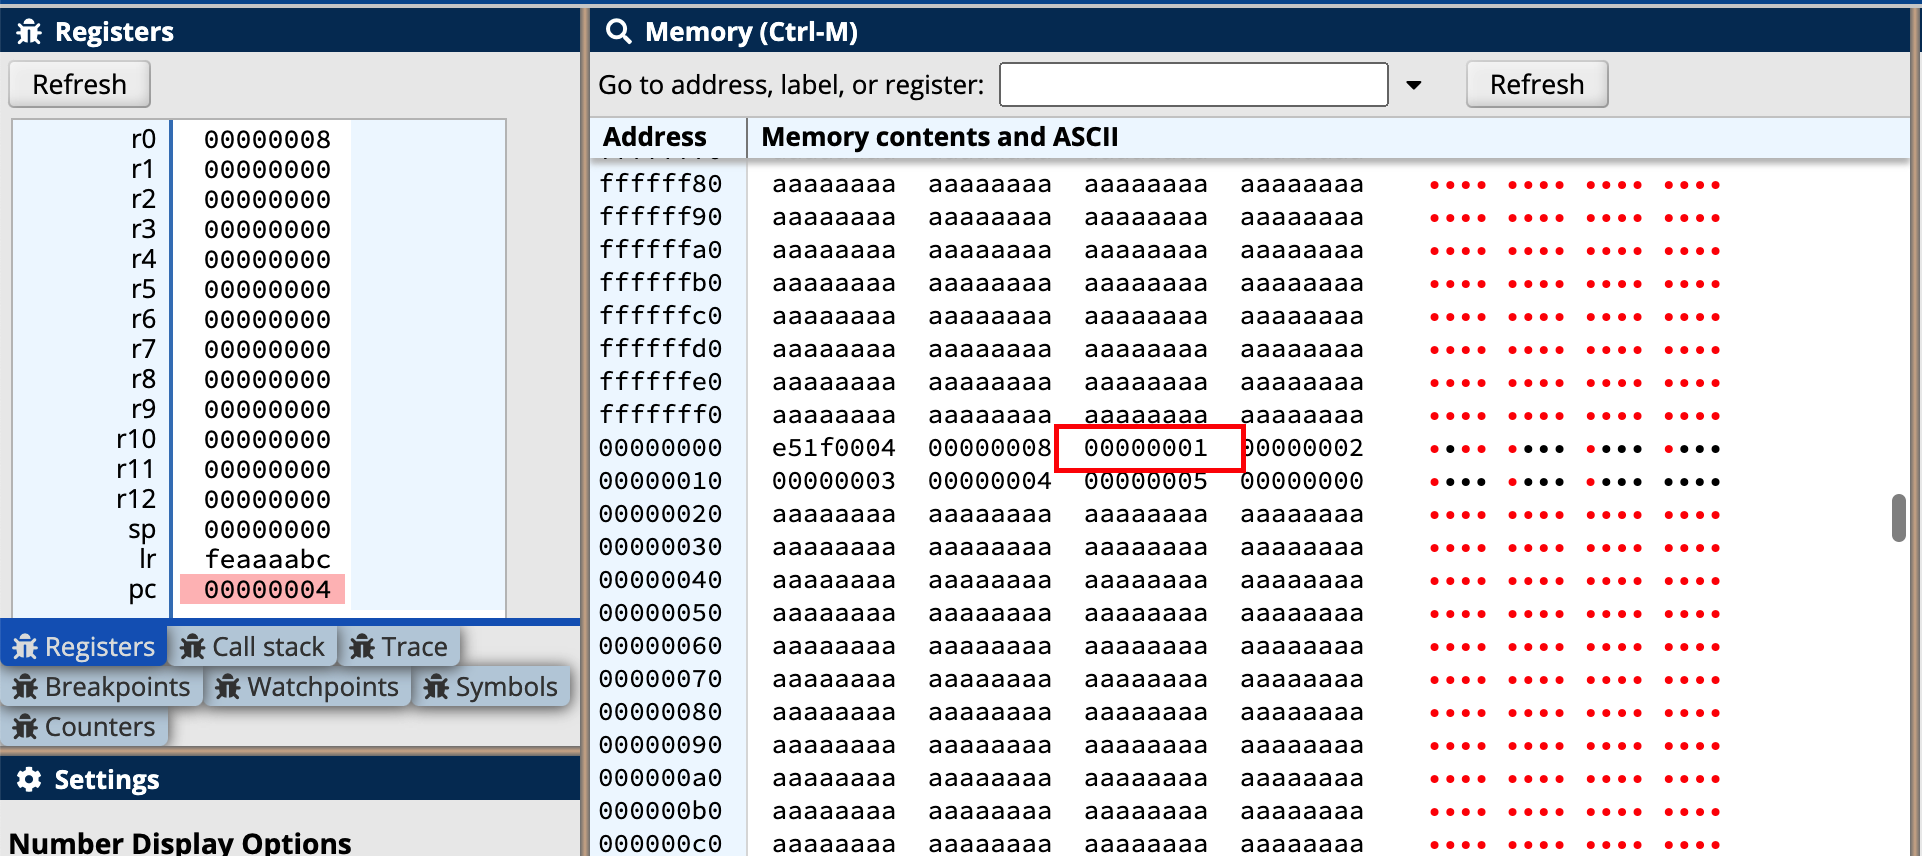 Registers
Refresh
r0 00000008
r1 00000000
r2 00000000
r3 00000000
r4 00000000
r5 00000000
r6 00000000
r7 00000000
r8 00000000
r9 00000000
r10 00000000
r11 00000000
r12 00000000
sp 00000000
lr feaaaabc
pc 00000004
Registers Call stack Trace
Breakpoints Watchpoints Symbols
Counters
Settings
Number Display Options
Memory (Ctrl-M)
Go to address, label, or register: Refresh
Address Memory contents and ASCII
ffffff80 aaaaaaaa aaaaaaaa aaaaaaaa aaaaaaaa
ffffff90 aaaaaaaa aaaaaaaa aaaaaaaa aaaaaaaa
ffffffa0 aaaaaaaa aaaaaaaa aaaaaaaa aaaaaaaa
ffffffb0 aaaaaaaa aaaaaaaa aaaaaaaa aaaaaaaa
ffffffc0 aaaaaaaa aaaaaaaa aaaaaaaa aaaaaaaa
ffffffd0 aaaaaaaa aaaaaaaa aaaaaaaa aaaaaaaa
ffffffe0 aaaaaaaa aaaaaaaa aaaaaaaa aaaaaaaa
fffffff0 aaaaaaaa aaaaaaaa aaaaaaaa aaaaaaaa
00000000 e51f0004 00000008 00000001 00000002
00000010 00000003 00000004 00000005 00000000
00000020 aaaaaaaa aaaaaaaa aaaaaaaa aaaaaaaa
00000030 aaaaaaaa aaaaaaaa aaaaaaaa aaaaaaaa
00000040 aaaaaaaa aaaaaaaa aaaaaaaa aaaaaaaa
00000050 aaaaaaaa aaaaaaaa aaaaaaaa aaaaaaaa
00000060 aaaaaaaa aaaaaaaa aaaaaaaa aaaaaaaa
00000070 aaaaaaaa aaaaaaaa aaaaaaaa aaaaaaaa
00000080 aaaaaaaa aaaaaaaa aaaaaaaa aaaaaaaa
00000090 aaaaaaaa aaaaaaaa aaaaaaaa aaaaaaaa
000000a0 aaaaaaaa aaaaaaaa aaaaaaaa aaaaaaaa
000000b0 aaaaaaaa aaaaaaaa aaaaaaaa aaaaaaaa
000000c0 aaaaaaaa aaaaaaaa aaaaaaaa aaaaaaaa